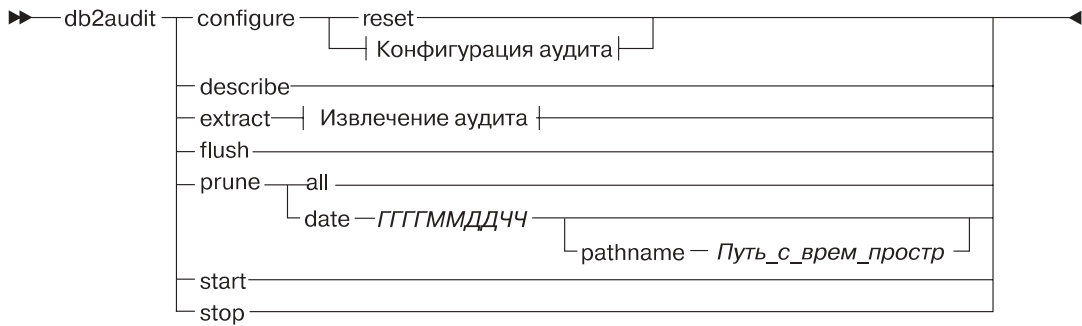 db2audit configure reset
Конфигурация аудита
describe
extract Извлечение аудита
flush
prune all
date ГГГГММДДЧЧ
pathname Путь_с_врем_простр
start
stop